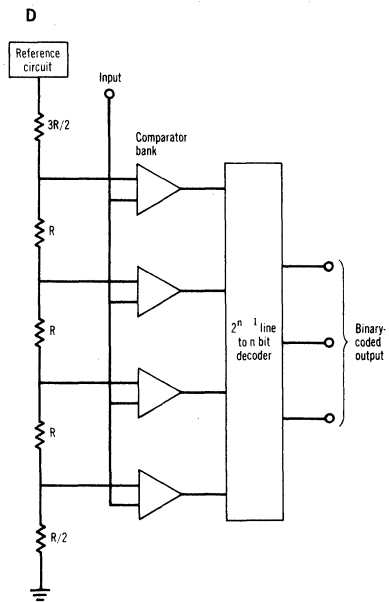 D
Reference
circuit
Input
3R/2
Comparator
bank
R
R
R
R/2
2ⁿ 1 line
to n bit
decoder
Binary-
coded
output